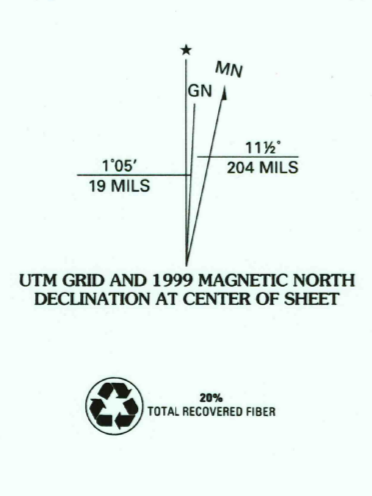 ★
MN
GN
11½°
204 MILS
1°05′
19 MILS
UTM GRID AND 1999 MAGNETIC NORTH
DECLINATION AT CENTER OF SHEET
20%
TOTAL RECOVERED FIBER